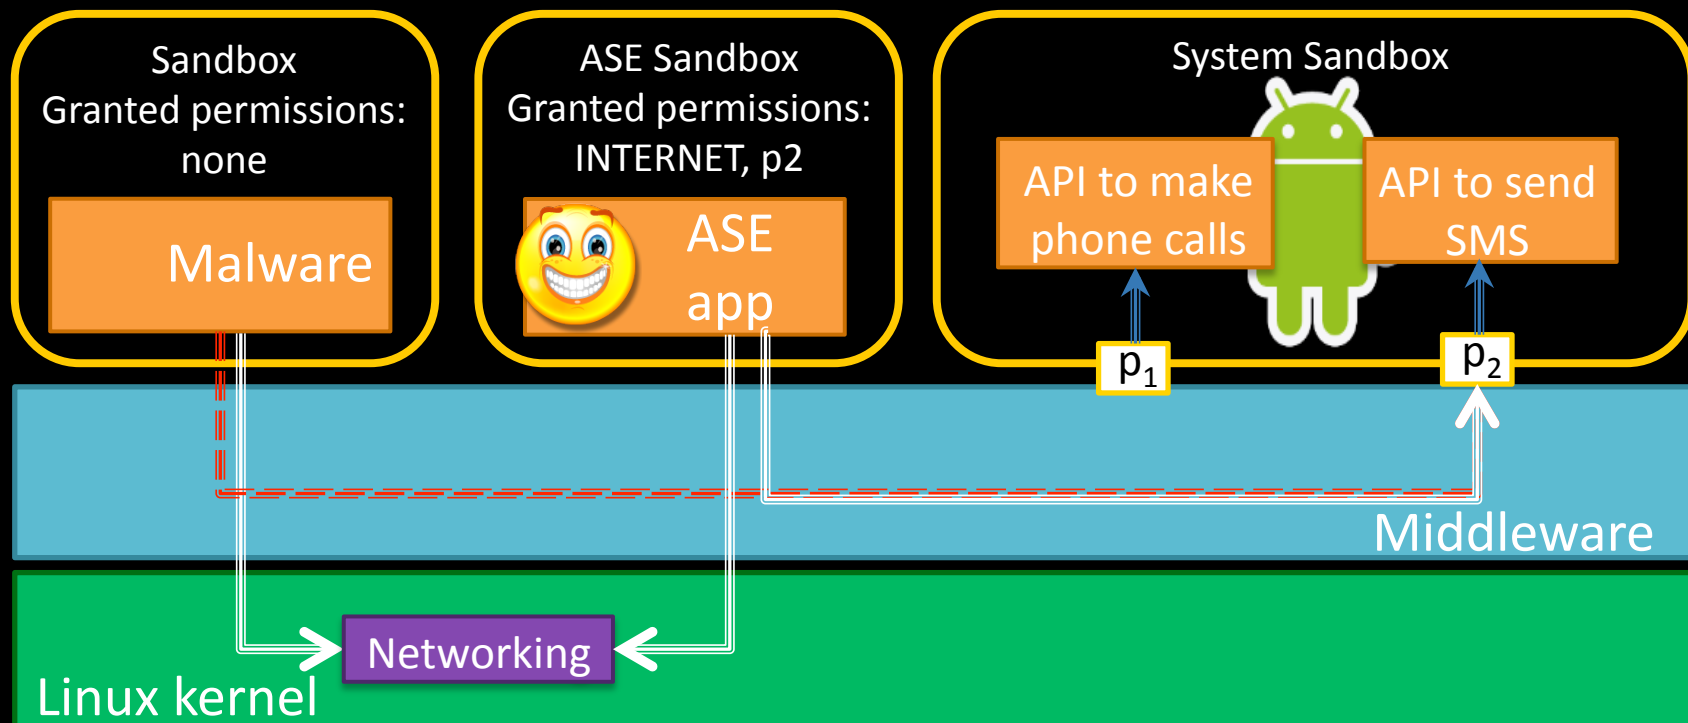 Sandbox
Granted permissions:
none
Malware
ASE Sandbox
Granted permissions:
INTERNET, p2
ASE
app
System Sandbox
API to make
phone calls
API to send
SMS
p₁
p₂
Middleware
Networking
Linux kernel